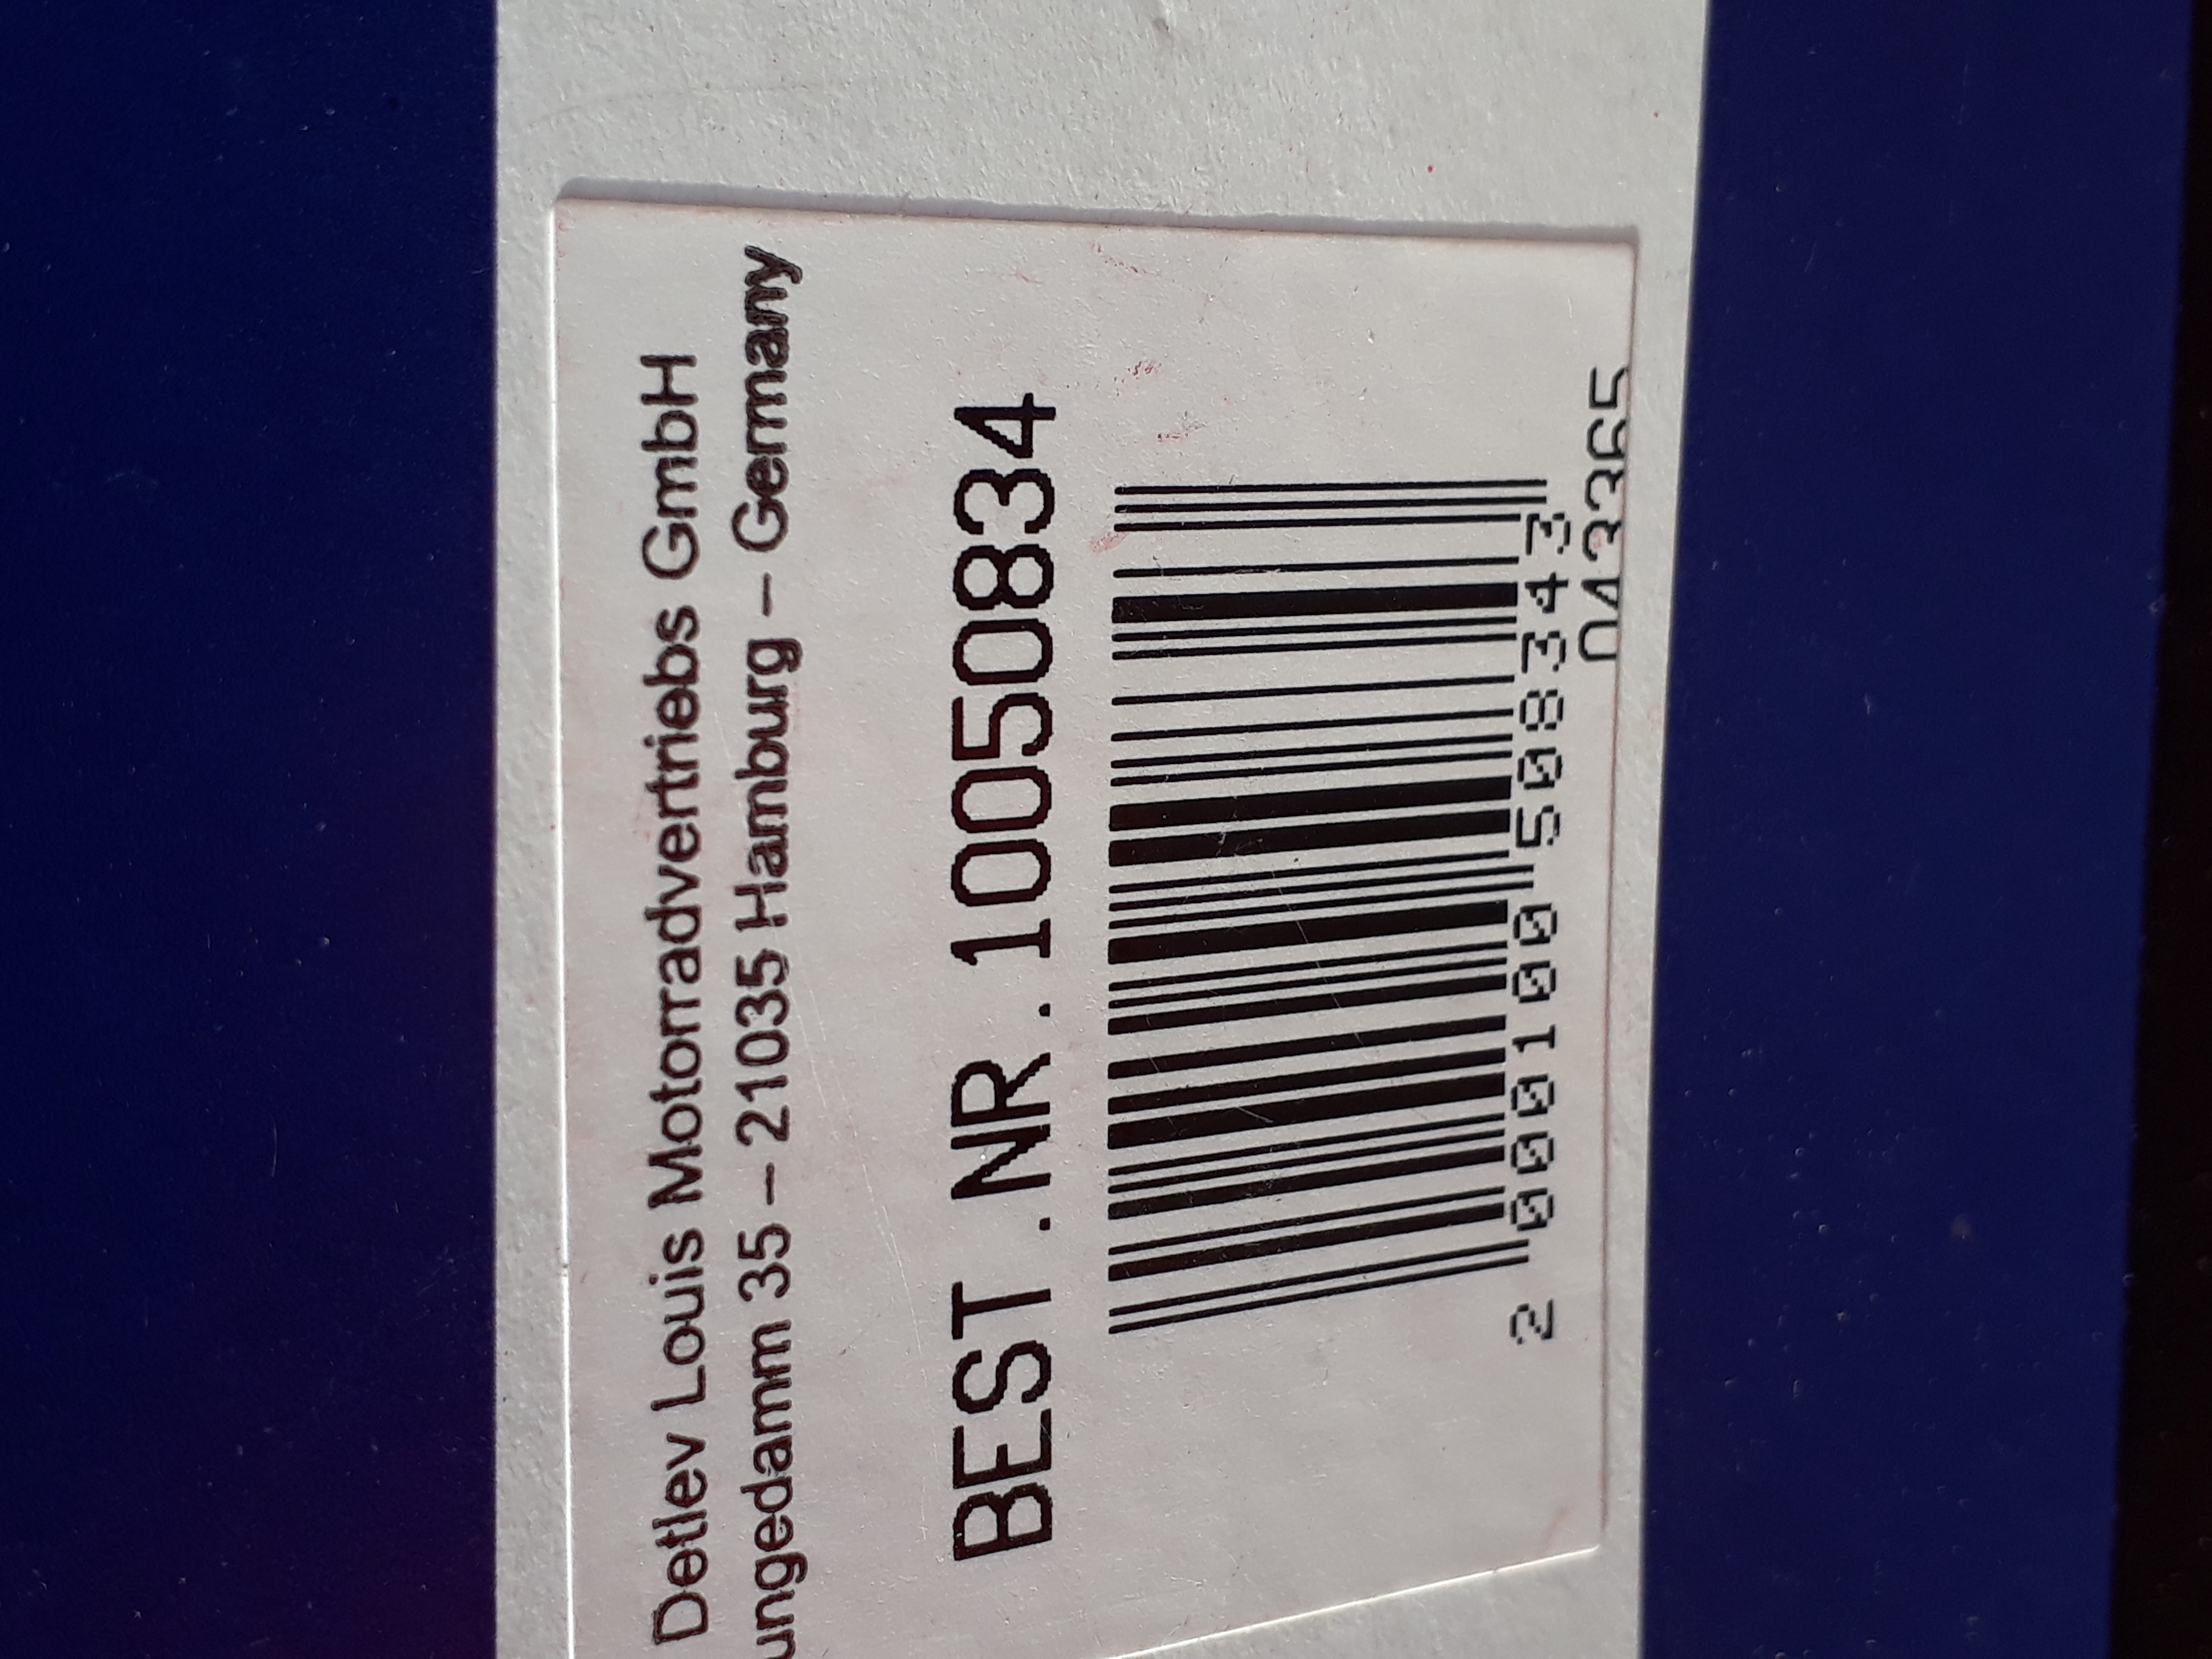 Detlev Louis Motorradvertriebs GmbH
ungedamm 35 – 21035 Hamburg – Germany
BEST.NR. 10050834
2 000100 508343
043365